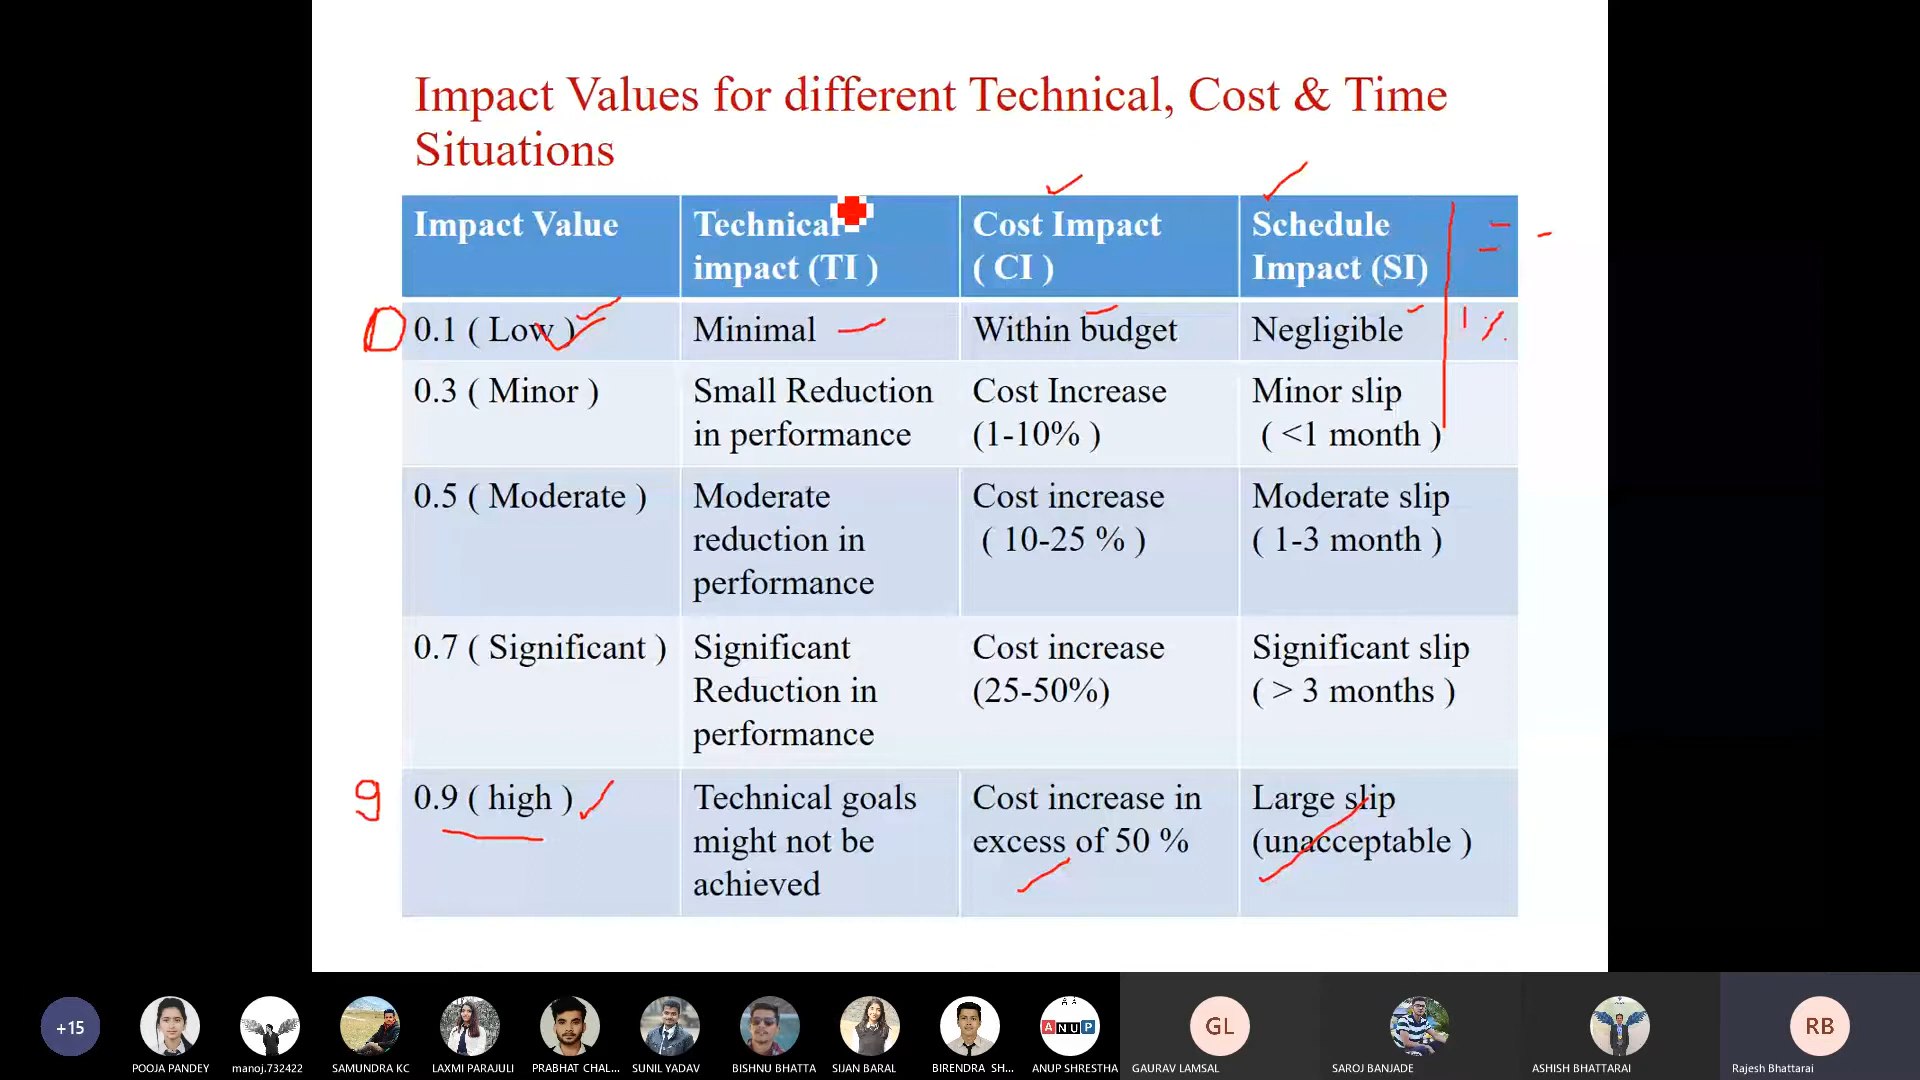 Impact Values for different Technical, Cost & Time
Situations
Impact Value
Technical
impact (TI )
Cost Impact
( CI )
Schedule
Impact (SI)
0.1 ( Low )
Minimal
Within budget
Negligible
1 %
0.3 ( Minor )
Small Reduction
in performance
Cost Increase
(1-10% )
Minor slip
( <1 month )
0.5 ( Moderate )
Moderate
reduction in
performance
Cost increase
( 10-25 % )
Moderate slip
( 1-3 month )
0.7 ( Significant )
Significant
Reduction in
performance
Cost increase
(25-50%)
Significant slip
( > 3 months )
9
0.9 ( high )
Technical goals
might not be
achieved
Cost increase in
excess of 50 %
Large slip
(unacceptable )
+15
ANUP
GL
RB
POOJA PANDEY
manoj.732422
SAMUNDRA KC
LAXMI PARAJULI
PRABHAT CHAL...
SUNIL YADAV
BISHNU BHATTA
SIJAN BARAL
BIRENDRA SH...
ANUP SHRESTHA
GAURAV LAMSAL
SAROJ BANJADE
ASHISH BHATTARAI
Rajesh Bhattarai